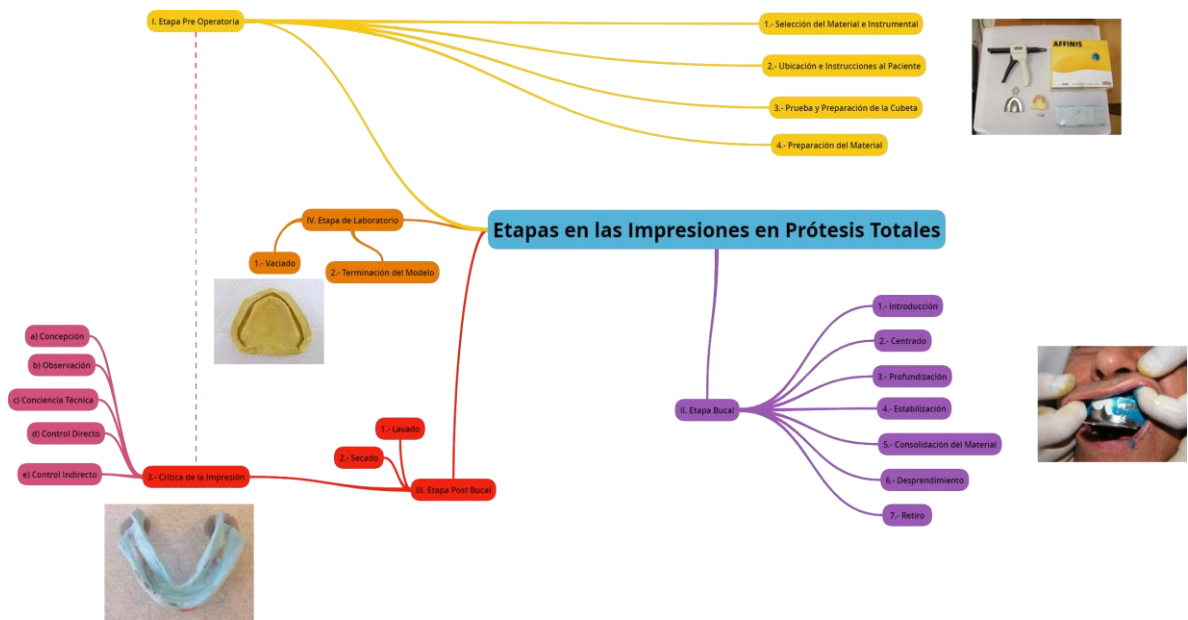 Etapas en las Impresiones en Prótesis Totales
I. Etapa Pre Operatoria
1.- Selección del Material e Instrumental
2.- Ubicación e Instrucciones al Paciente
3.- Prueba y Preparación de la Cubeta
4.- Preparación del Material
AFFINIS
II. Etapa Bucal
1.- Introducción
2.- Centrado
3.- Profundización
4.- Estabilización
5.- Consolidación del Material
6.- Desprendimiento
7.- Retiro
III. Etapa Post Bucal
1.- Lavado
2.- Secado
3.- Crítica de la Impresión
a) Concepción
b) Observación
c) Conciencia Técnica
d) Control Directo
e) Control Indirecto
IV. Etapa de Laboratorio
1.- Vaciado
2.- Terminación del Modelo